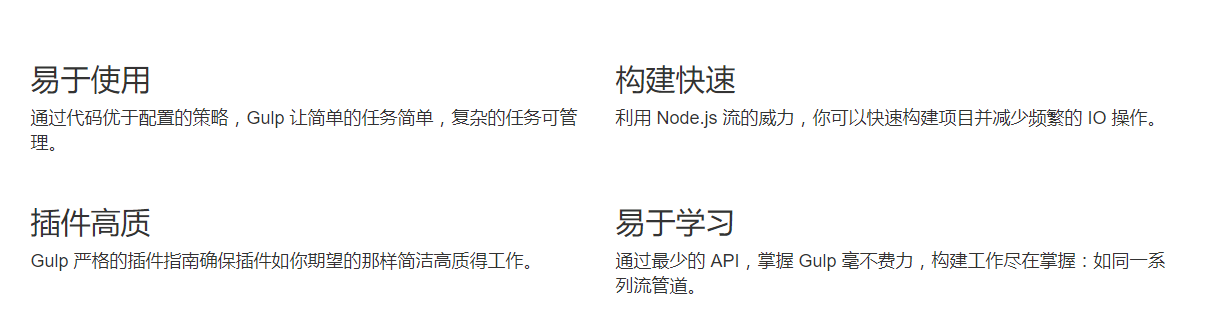 易于使用
通过代码优于配置的策略，Gulp 让简单的任务简单，复杂的任务可管
理。
构建快速
利用 Node.js 流的威力，你可以快速构建项目并减少频繁的 IO 操作。
插件高质
Gulp 严格的插件指南确保插件如你期望的那样简洁高质得工作。
易于学习
通过最少的 API，掌握 Gulp 毫不费力，构建工作尽在掌握：如同一系
列流管道。